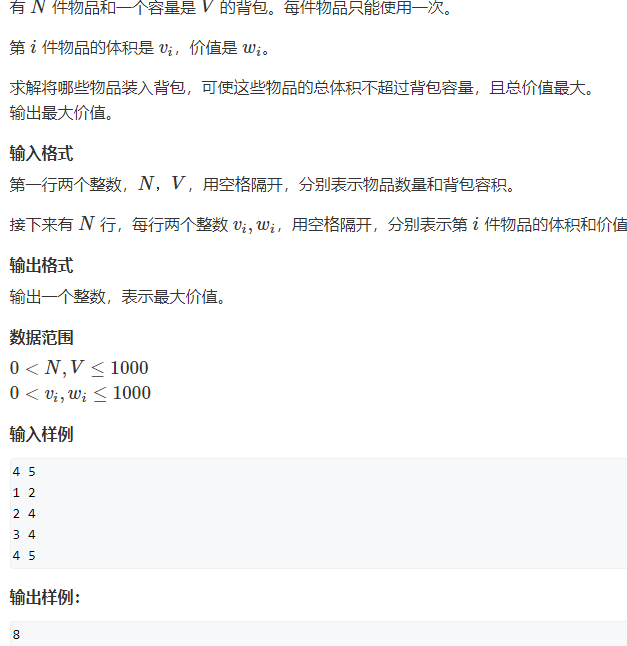 有 N 件物品和一个容量是 V 的背包。每件物品只能使用一次。
第 i 件物品的体积是 vᵢ，价值是 wᵢ。
求解将哪些物品装入背包，可使这些物品的总体积不超过背包容量，且总价值最大。
输出最大价值。
输入格式
第一行两个整数，N，V，用空格隔开，分别表示物品数量和背包容积。
接下来有 N 行，每行两个整数 vᵢ, wᵢ，用空格隔开，分别表示第 i 件物品的体积和价值
输出格式
输出一个整数，表示最大价值。
数据范围
0 < N, V ≤ 1000
0 < vᵢ, wᵢ ≤ 1000
输入样例
4 5
1 2
2 4
3 4
4 5
输出样例：
8